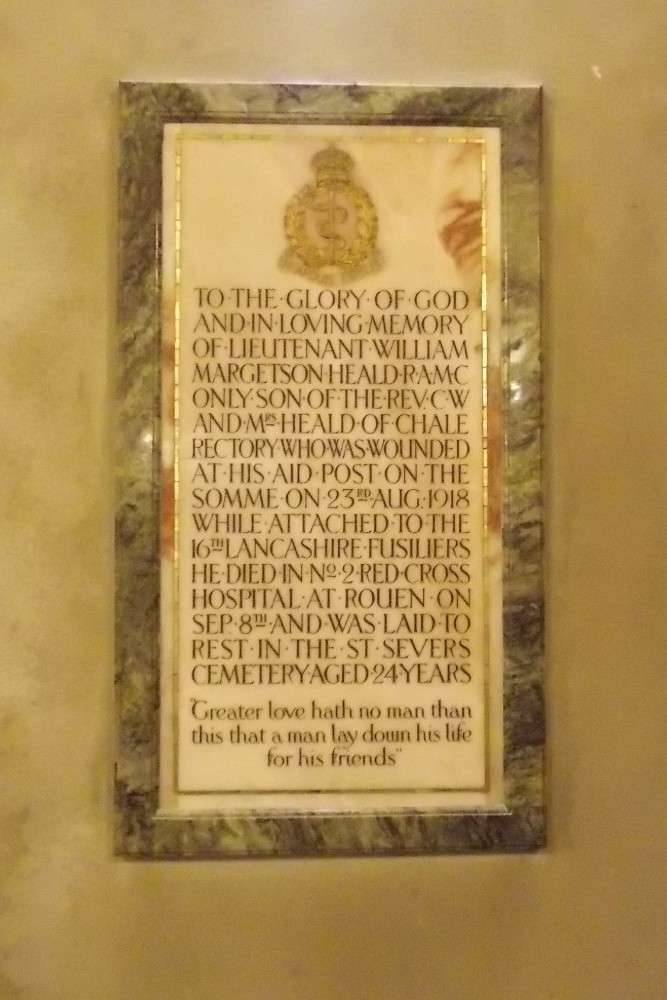 TO·THE·GLORY·OF·GOD
AND·IN·LOVING·MEMORY
OF·LIEUTENANT·WILLIAM
MARGETSON·HEALD·R·A·M·C
ONLY·SON·OF·THE·REV·C·W
AND·MRS·HEALD·OF·CHALE
RECTORY·WHO·WAS·WOUNDED
AT·HIS·AID·POST·ON·THE
SOMME·ON·23RD·AUG·1918
WHILE·ATTACHED·TO·THE
16TH·LANCASHIRE·FUSILIERS
HE·DIED·IN·No·2·RED·CROSS
HOSPITAL·AT·ROUEN·ON
SEP·8TH·AND·WAS·LAID·TO
REST·IN·THE·ST·SEVERS
CEMETERY·AGED·24·YEARS
"Greater love hath no man than
this that a man lay down his life
for his friends"